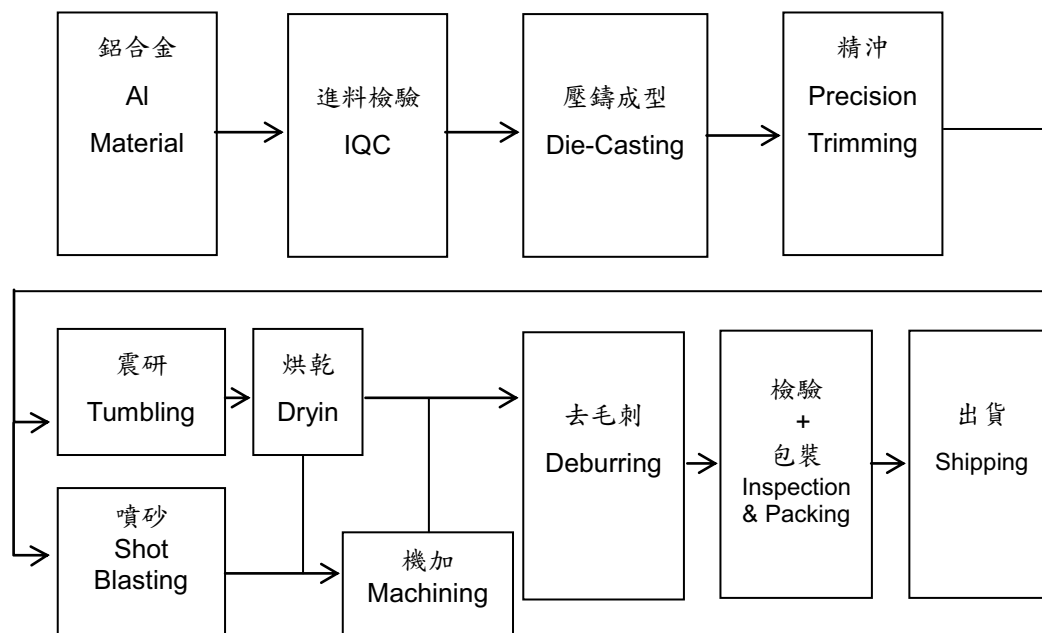 鋁合金
Al
Material
進料檢驗
IQC
壓鑄成型
Die-Casting
精沖
Precision
Trimming
震研
Tumbling
烘乾
Dryin
去毛刺
Deburring
檢驗
+
包裝
Inspection
& Packing
出貨
Shipping
噴砂
Shot
Blasting
機加
Machining